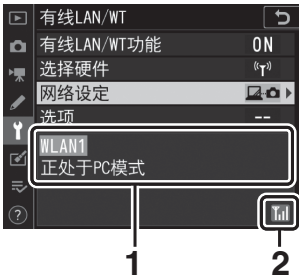 有线LAN/WT
有线LAN/WT功能 ON
选择硬件
网络设定
选项 --
WLAN1
正处于PC模式
1 2